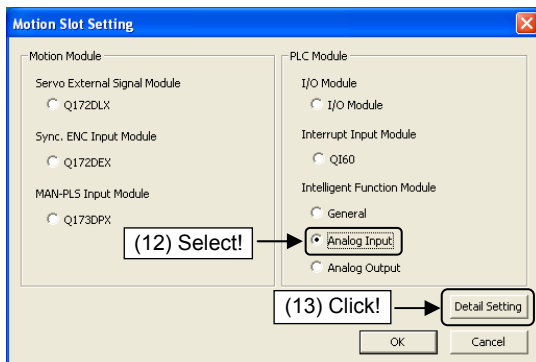 Motion Slot Setting
Motion Module
Servo External Signal Module
Q172DLX
Sync. ENC Input Module
Q172DEX
MAN-PLS Input Module
Q173DPX
PLC Module
I/O Module
I/O Module
Interrupt Input Module
QI60
Intelligent Function Module
General
(12) Select!
Analog Input
Analog Output
(13) Click!
Detail Setting
OK
Cancel